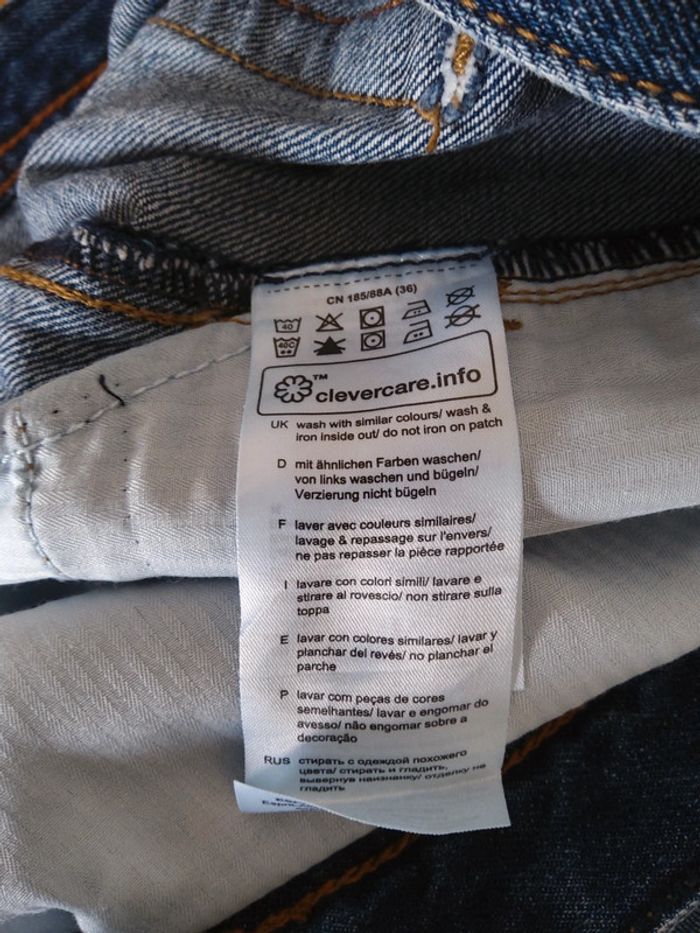 CN 185/88A (36)
40
40C
™ clevercare.info
UK wash with similar colours/ wash &
iron inside out/ do not iron on patch
D mit ähnlichen Farben waschen/
von links waschen und bügeln/
Verzierung nicht bügeln
F laver avec couleurs similaires/
lavage & repassage sur l'envers/
ne pas repasser la pièce rapportée
I lavare con colori simili/ lavare e
stirare al rovescio/ non stirare sulla
toppa
E lavar con colores similares/ lavar y
planchar del revés/ no planchar el
parche
P lavar com peças de cores
semelhantes/ lavar e engomar do
avesso/ não engomar sobre a
decoração
RUS стирать с одеждой похожего
цвета/ стирать и гладить,
вывернув наизнанку/ отделку не
гладить